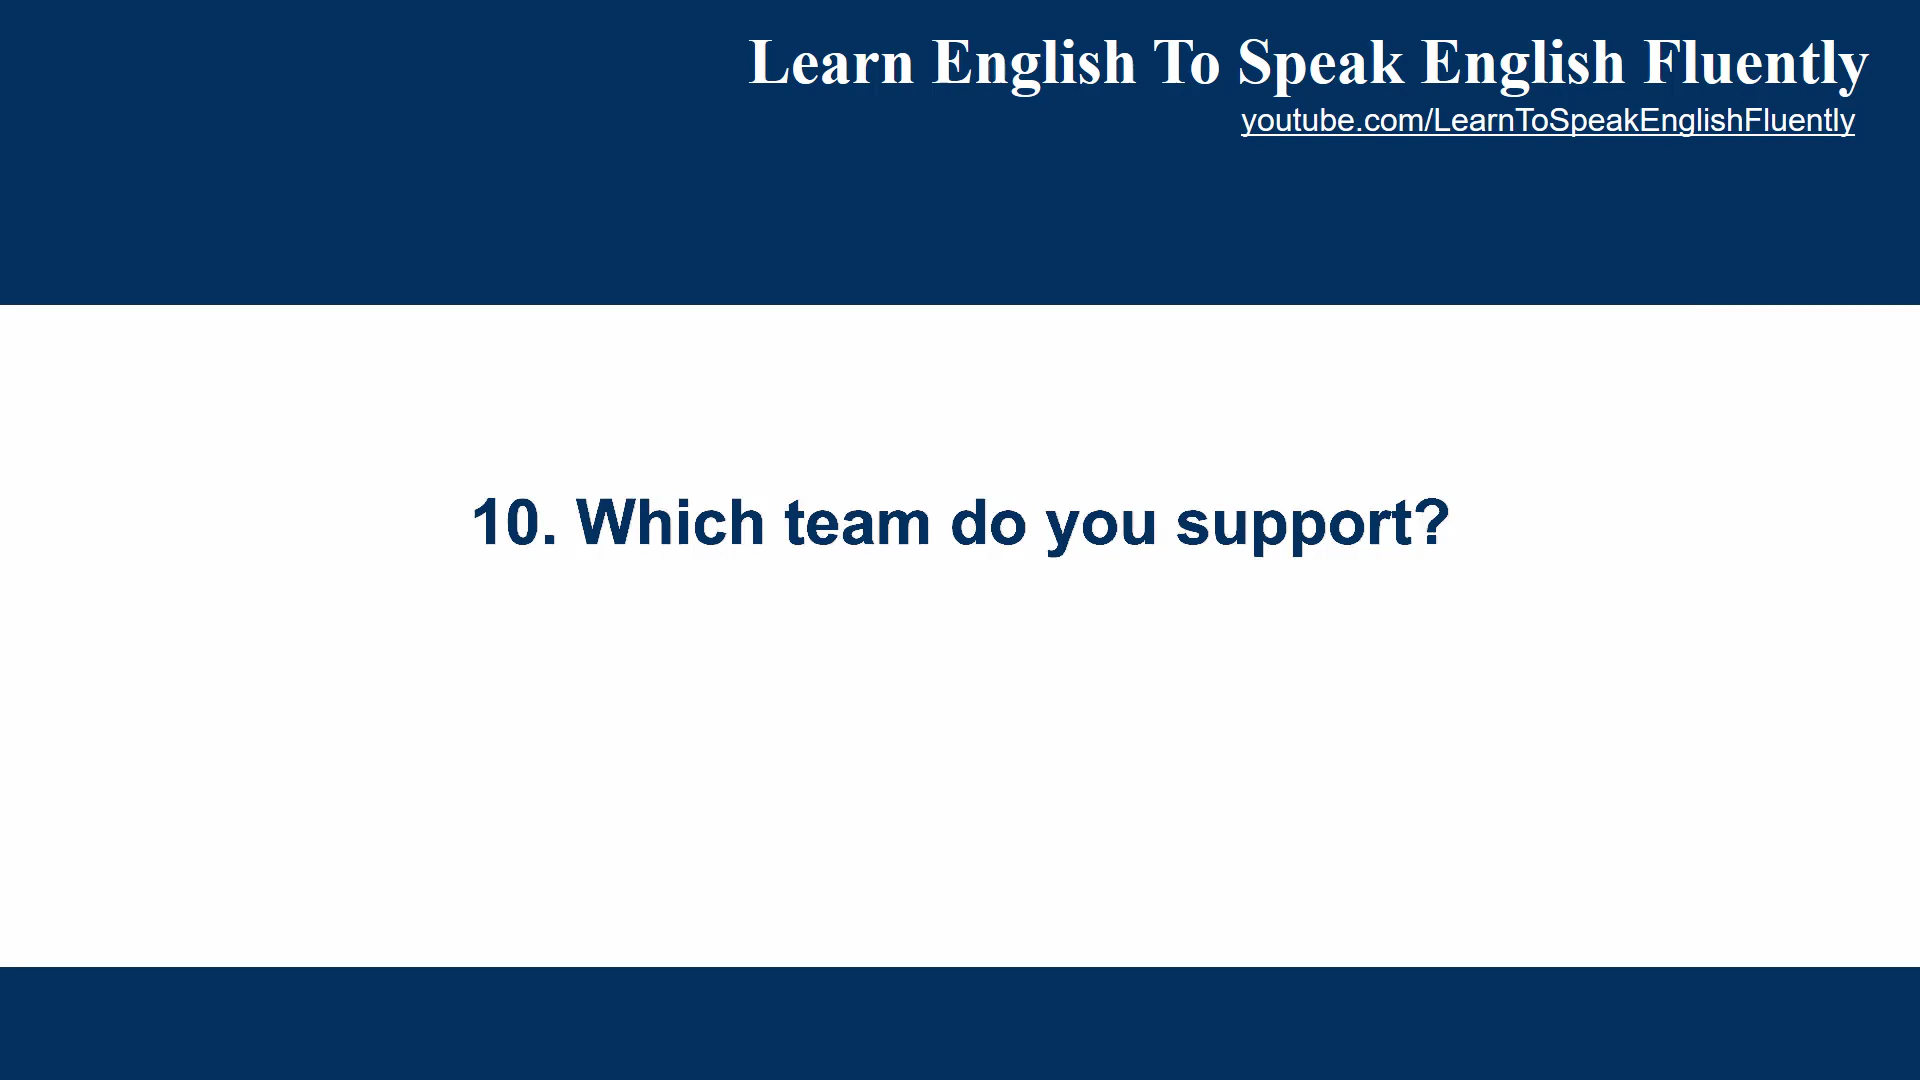 Learn English To Speak English Fluently
youtube.com/LearnToSpeakEnglishFluently
10. Which team do you support?